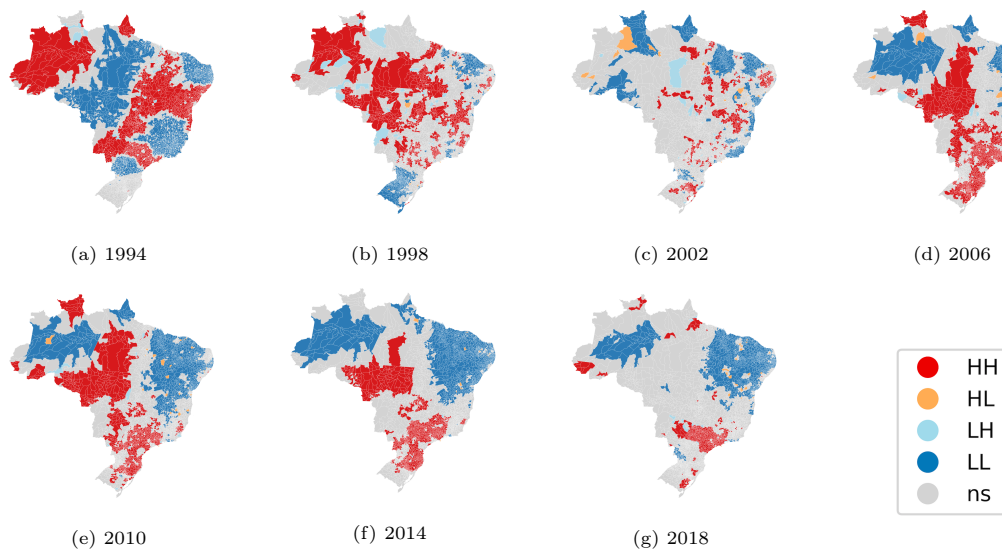 (a) 1994
(b) 1998
(c) 2002
(d) 2006
(e) 2010
(f) 2014
(g) 2018
HH
HL
LH
LL
ns